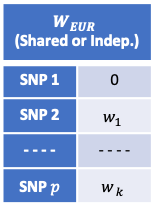 W_EUR
(Shared or Indep.)
SNP 1 0
SNP 2 w_1
---- ----
SNP p w_k